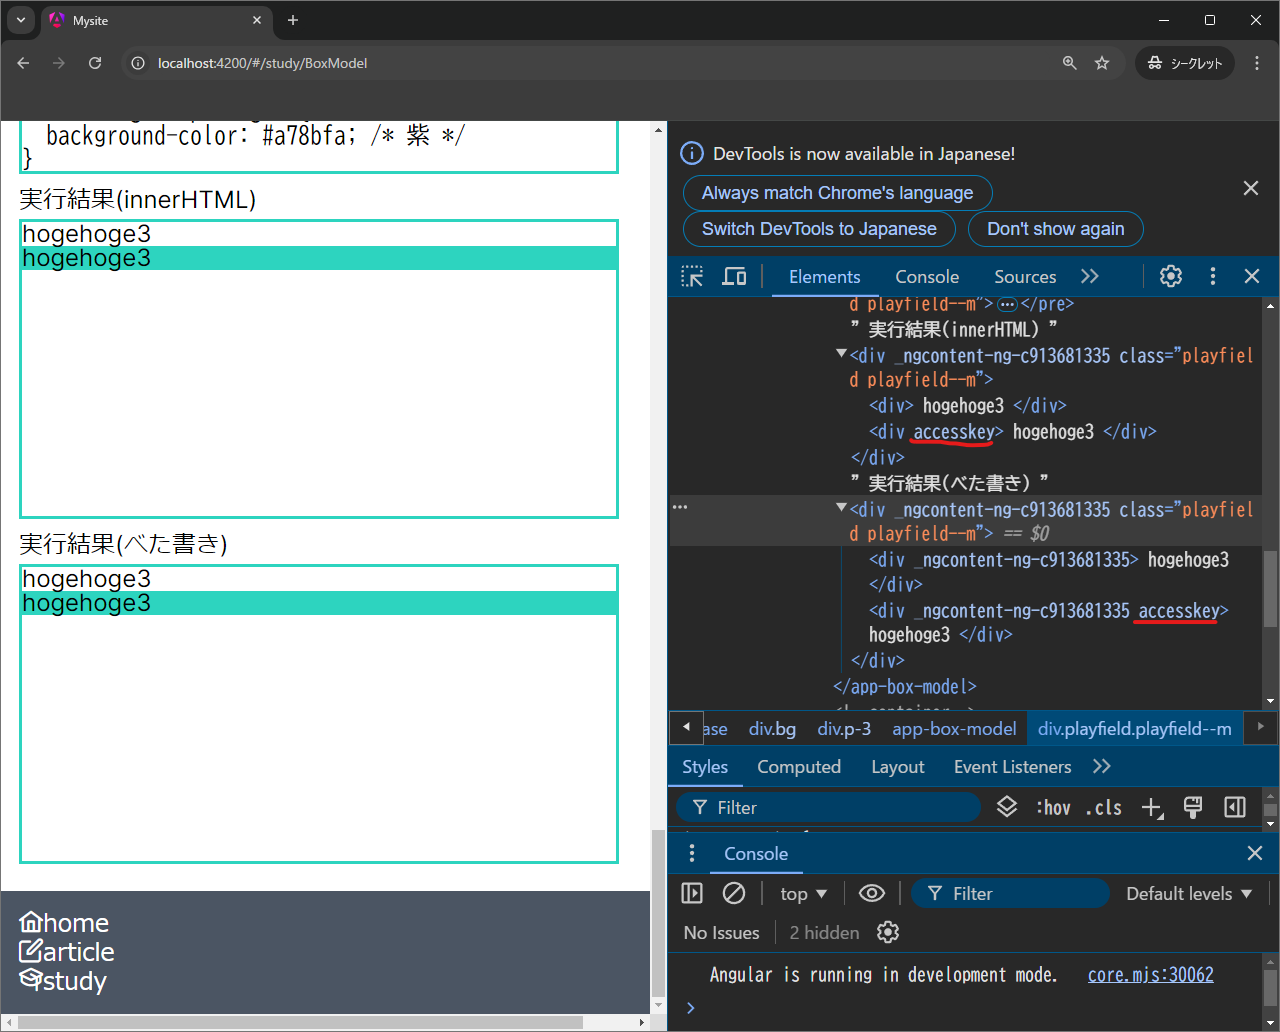 Mysite
localhost:4200/#/study/BoxModel
シークレット
background-color: #a78bfa; /* 紫 */
}
実行結果(innerHTML)
hogehoge3
hogehoge3
実行結果(べた書き)
hogehoge3
hogehoge3
home
article
study
DevTools is now available in Japanese!
Always match Chrome's language
Switch DevTools to Japanese
Don't show again
Elements
Console
Sources
d playfield--m"> ⋯ </pre>
" 実行結果(innerHTML) "
<div _ngcontent-ng-c913681335 class="playfiel
d playfield--m">
<div> hogehoge3 </div>
<div accesskey> hogehoge3 </div>
</div>
" 実行結果(べた書き) "
<div _ngcontent-ng-c913681335 class="playfiel
d playfield--m"> == $0
<div _ngcontent-ng-c913681335> hogehoge3
</div>
<div _ngcontent-ng-c913681335 accesskey>
hogehoge3 </div>
</div>
</app-box-model>
ase
div.bg
div.p-3
app-box-model
div.playfield.playfield--m
Styles
Computed
Layout
Event Listeners
Filter
:hov
.cls
Console
top
Filter
Default levels
No Issues
2 hidden
Angular is running in development mode.
core.mjs:30062